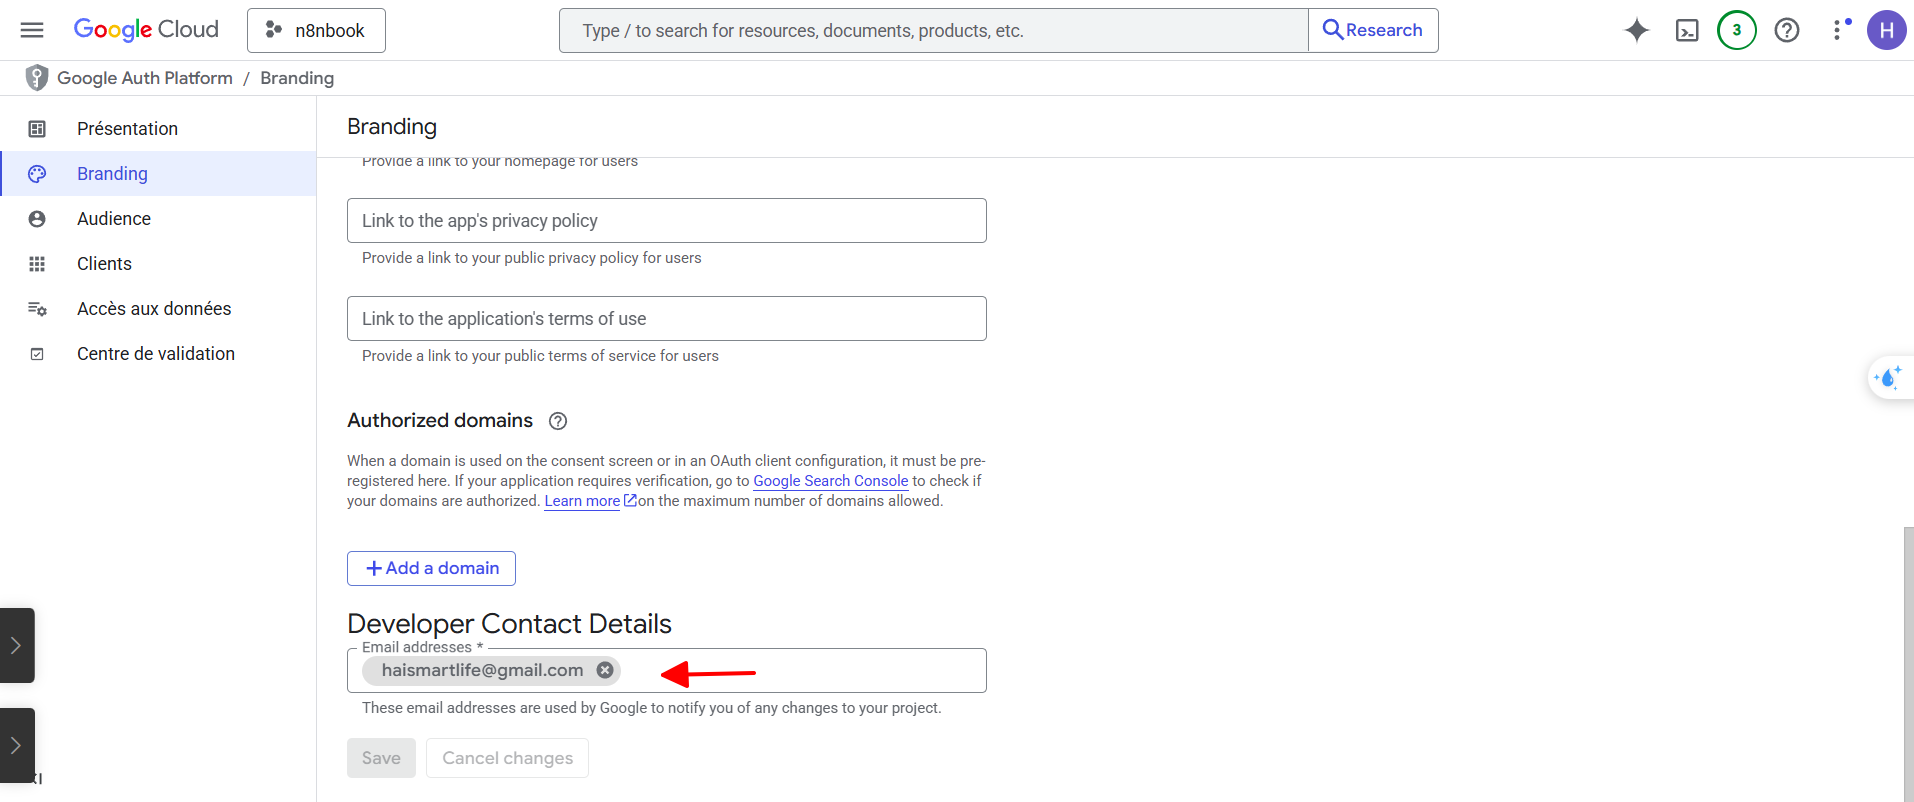 Google Cloud
n8nbook
Type / to search for resources, documents, products, etc.
Research
3
H
Google Auth Platform / Branding
Présentation
Branding
Audience
Clients
Accès aux données
Centre de validation
Branding
Provide a link to your homepage for users
Link to the app's privacy policy
Provide a link to your public privacy policy for users
Link to the application's terms of use
Provide a link to your public terms of service for users
Authorized domains
When a domain is used on the consent screen or in an OAuth client configuration, it must be pre-
registered here. If your application requires verification, go to Google Search Console to check if
your domains are authorized. Learn more on the maximum number of domains allowed.
+ Add a domain
Developer Contact Details
Email addresses *
haismartlife@gmail.com
These email addresses are used by Google to notify you of any changes to your project.
Save
Cancel changes